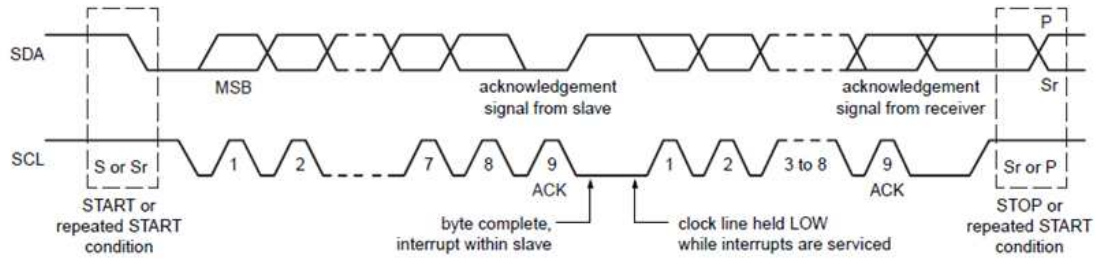 P
SDA
MSB
acknowledgement
signal from slave
acknowledgement
signal from receiver
Sr
SCL
S or Sr
1
2
7
8
9
1
2
3 to 8
9
Sr or P
ACK
ACK
START or
repeated START
condition
byte complete,
interrupt within slave
clock line held LOW
while interrupts are serviced
STOP or
repeated START
condition